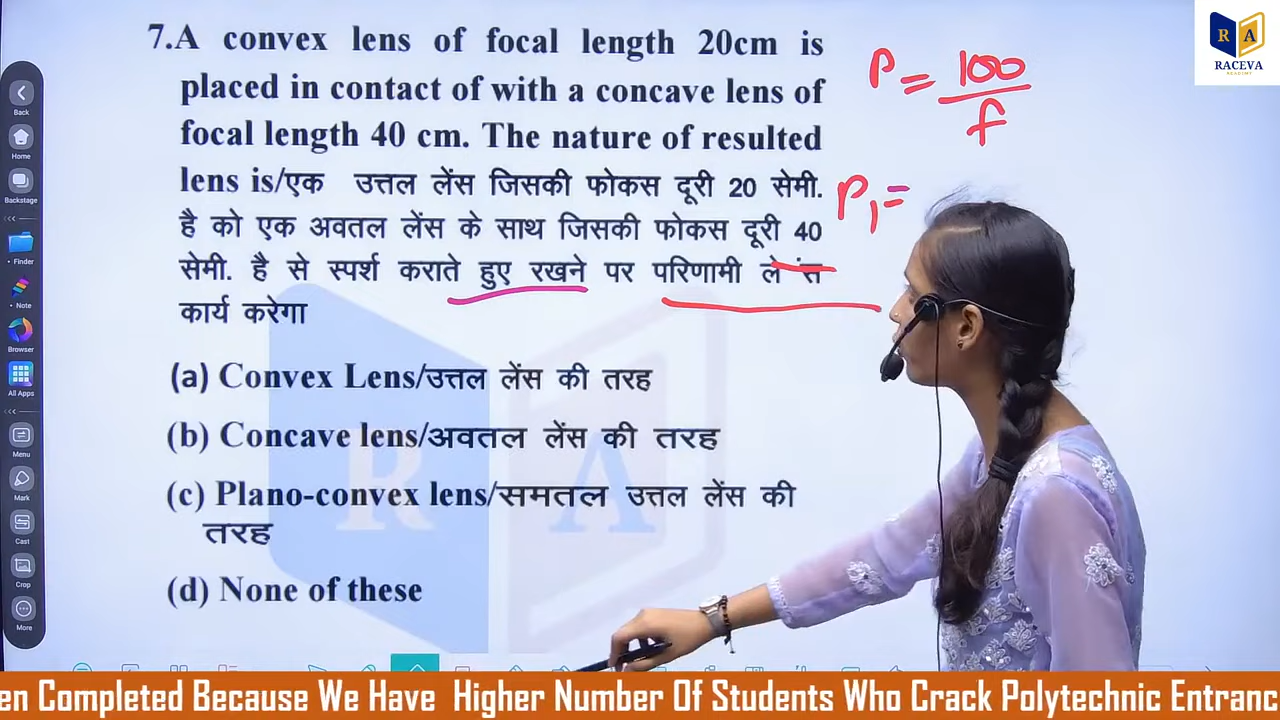 7.A convex lens of focal length 20cm is
placed in contact of with a concave lens of
focal length 40 cm. The nature of resulted
lens is/एक उत्तल लेंस जिसकी फोकस दूरी 20 सेमी.
है को एक अवतल लेंस के साथ जिसकी फोकस दूरी 40
सेमी. है से स्पर्श कराते हुए रखने पर परिणामी लेंस
कार्य करेगा
(a) Convex Lens/उत्तल लेंस की तरह
(b) Concave lens/अवतल लेंस की तरह
(c) Plano-convex lens/समतल उत्तल लेंस की
तरह
(d) None of these
P = 100/f
P₁ =
R A
RACEVA
ACADEMY
R A
Back
Home
Backstage
Finder
Note
Browser
All Apps
Menu
Mark
Cast
Crop
More
en Completed Because We Have Higher Number Of Students Who Crack Polytechnic Entranc